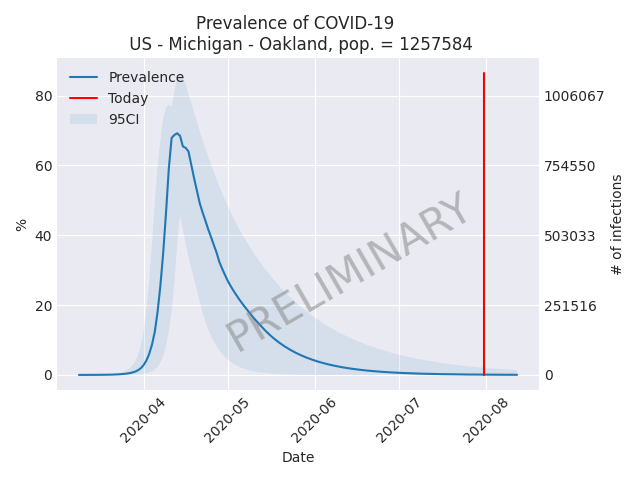 Prevalence of COVID-19
US - Michigan - Oakland, pop. = 1257584
Prevalence
Today
95CI
%
80
60
40
20
0
1006067
754550
503033
251516
0
# of infections
PRELIMINARY
2020-04
2020-05
2020-06
2020-07
2020-08
Date